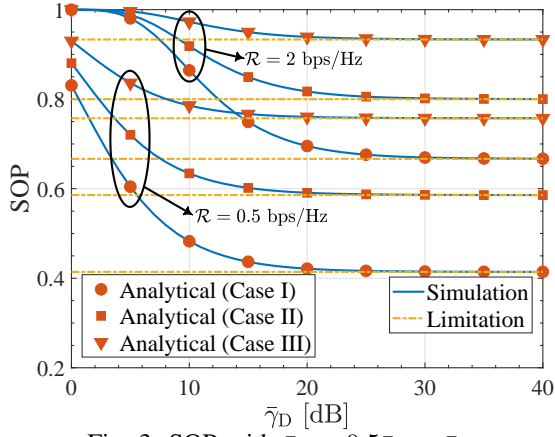 1
0.8
0.6
0.4
0.2
SOP
R = 2 bps/Hz
R = 0.5 bps/Hz
Analytical (Case I)
Analytical (Case II)
Analytical (Case III)
Simulation
Limitation
0 10 20 30 40
γ̄_D [dB]